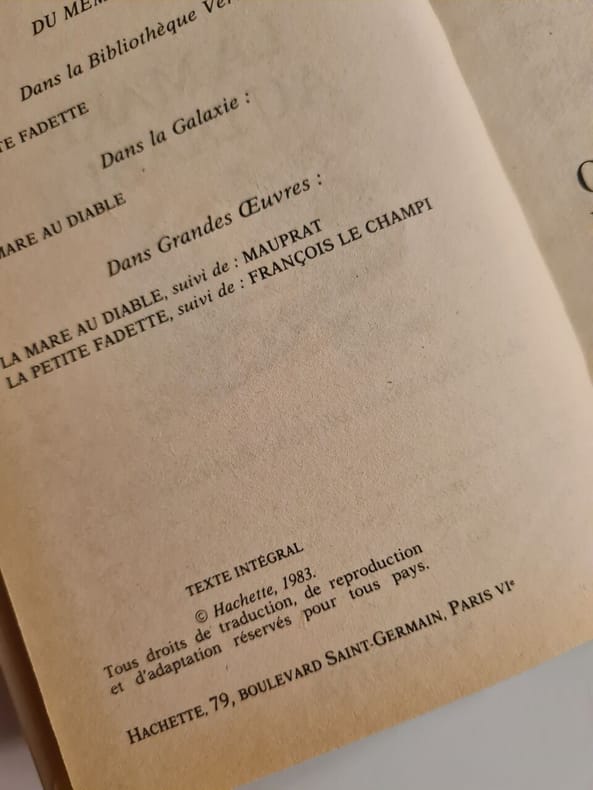 DU
Dans la Bibliothèque
FADETTE
Dans la Galaxie :
MARE AU DIABLE
Dans Grandes Œuvres :
LA MARE AU DIABLE, suivi de : MAUPRAT
LA PETITE FADETTE, suivi de : FRANÇOIS LE CHAMPI
TEXTE INTÉGRAL
© Hachette, 1983.
Tous droits de traduction, de reproduction
et d'adaptation réservés pour tous pays.
HACHETTE, 79, BOULEVARD SAINT-GERMAIN, PARIS VIᵉ